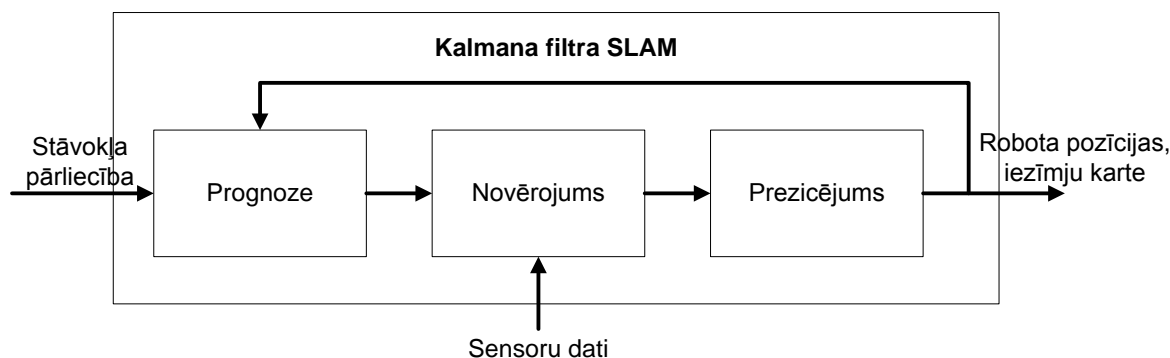 Kalmana filtra SLAM
Stāvokļa
pārliecība
Prognoze
Novērojums
Prezicējums
Robota pozīcijas,
iezīmju karte
Sensoru dati